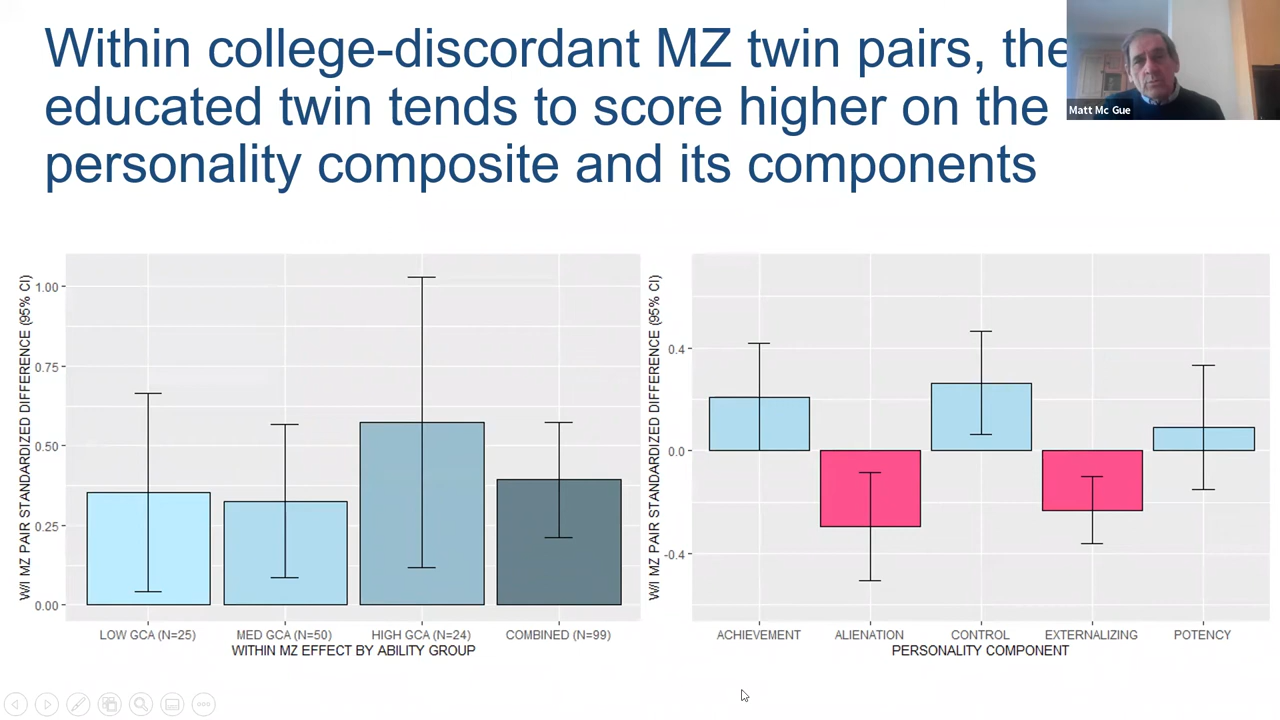 Within college-discordant MZ twin pairs, the
educated twin tends to score higher on the
personality composite and its components
Matt Mc Gue
W/I MZ PAIR STANDARDIZED DIFFERENCE (95% CI)
1.00
0.75
0.50
0.25
0.00
LOW GCA (N=25)
MED GCA (N=50)
HIGH GCA (N=24)
COMBINED (N=99)
WITHIN MZ EFFECT BY ABILITY GROUP
W/I MZ PAIR STANDARDIZED DIFFERENCE (95% CI)
0.4
0.0
-0.4
ACHIEVEMENT
ALIENATION
CONTROL
EXTERNALIZING
POTENCY
PERSONALITY COMPONENT